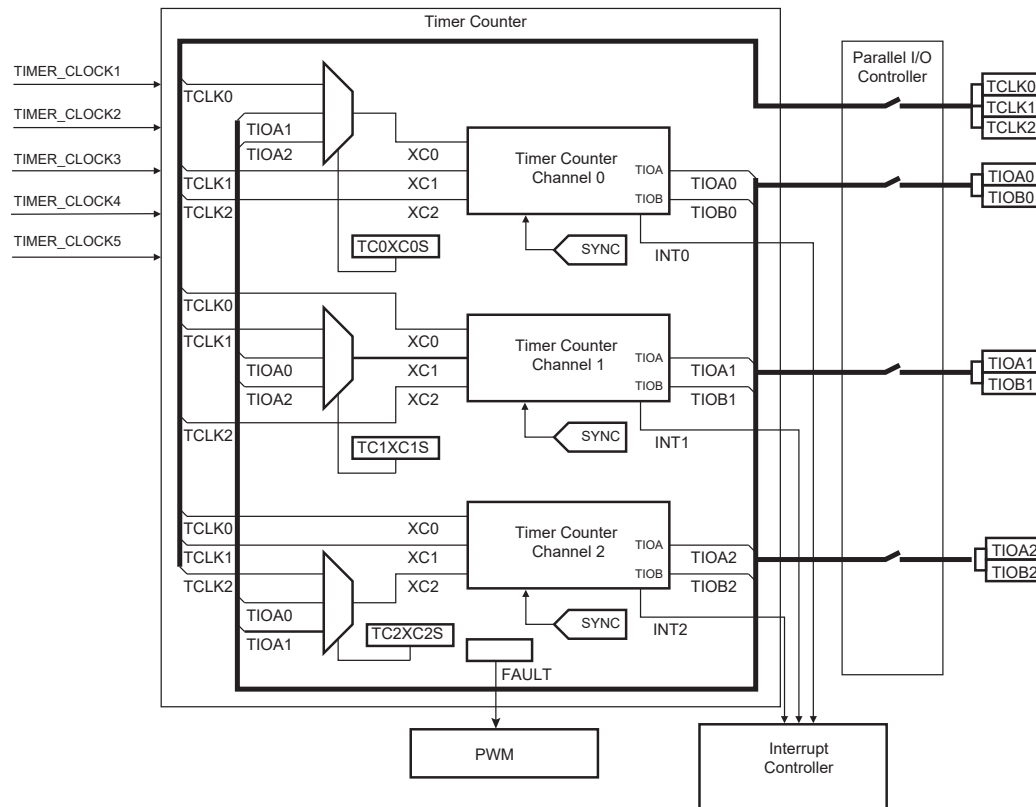 Timer Counter
Parallel I/O
Controller
TIMER_CLOCK1
TIMER_CLOCK2
TIMER_CLOCK3
TIMER_CLOCK4
TIMER_CLOCK5
TCLK0
TIOA1
TIOA2
TCLK1
TCLK2
XC0
XC1
XC2
TC0XC0S
Timer Counter
Channel 0
TIOA
TIOB
TIOA0
TIOB0
SYNC
INT0
TCLK0
TCLK1
TCLK2
TIOA0
TIOB0
TCLK0
TCLK1
TIOA0
TIOA2
TCLK2
XC0
XC1
XC2
TC1XC1S
Timer Counter
Channel 1
TIOA
TIOB
TIOA1
TIOB1
SYNC
INT1
TIOA1
TIOB1
TCLK0
TCLK1
TCLK2
TIOA0
TIOA1
XC0
XC1
XC2
TC2XC2S
Timer Counter
Channel 2
TIOA
TIOB
TIOA2
TIOB2
SYNC
INT2
TIOA2
TIOB2
FAULT
PWM
Interrupt
Controller